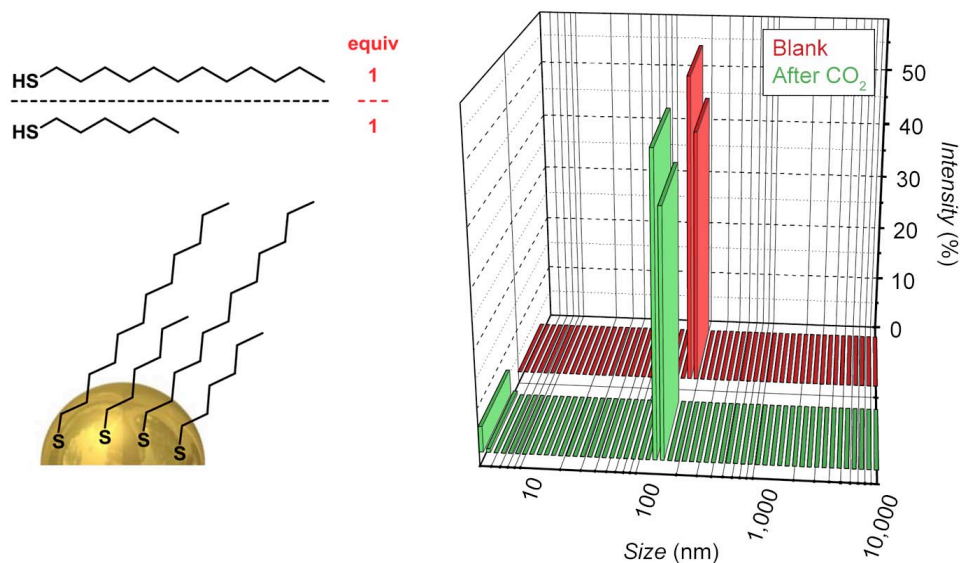 equiv
HS
1
HS
1
S
S
S
S
Blank
After CO₂
50
40
30
20
10
0
Intensity (%)
10
100
1,000
10,000
Size (nm)